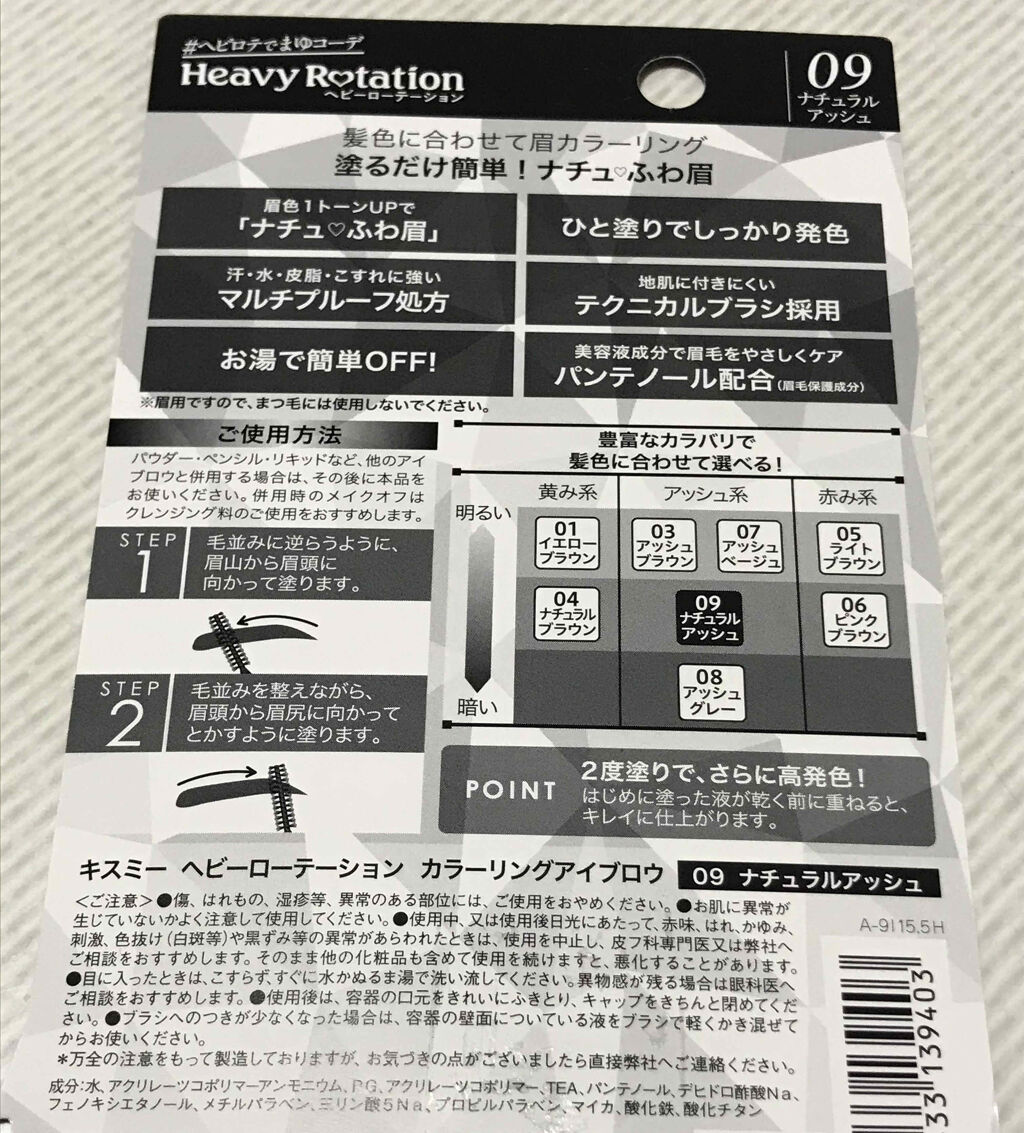 #ヘビロテでまゆコーデ
Heavy Rotation
ヘビーローテーション
09
ナチュラル
アッシュ
髪色に合わせて眉カラーリング
塗るだけ簡単!ナチュ♡ふわ眉
眉色1トーンUPで
「ナチュ♡ふわ眉」
ひと塗りでしっかり発色
汗・水・皮脂・こすれに強い
マルチプルーフ処方
地肌に付きにくい
テクニカルブラシ採用
お湯で簡単OFF!
美容液成分で眉毛をやさしくケア
パンテノール配合(眉毛保護成分)
※眉用ですので、まつ毛には使用しないでください。
ご使用方法
パウダー・ペンシル・リキッドなど、他のアイ
ブロウと併用する場合は、その後に本品を
お使いください。併用時のメイクオフは
クレンジング料のご使用をおすすめします。
STEP
1
毛並みに逆らうように、
眉山から眉頭に
向かって塗ります。
STEP
2
毛並みを整えながら、
眉頭から眉尻に向かって
とかすように塗ります。
豊富なカラバリで
髪色に合わせて選べる!
黄み系 アッシュ系 赤み系
明るい
01
イエロー
ブラウン
03
アッシュ
ブラウン
07
アッシュ
ベージュ
05
ライト
ブラウン
04
ナチュラル
ブラウン
09
ナチュラル
アッシュ
06
ピンク
ブラウン
08
アッシュ
グレー
暗い
POINT
2度塗りで、さらに高発色!
はじめに塗った液が乾く前に重ねると、
キレイに仕上がります。
キスミー ヘビーローテーション カラーリングアイブロウ 09 ナチュラルアッシュ
<ご注意>●傷、はれもの、湿疹等、異常のある部位には、ご使用をおやめください。●お肌に異常が
生じていないかよく注意して使用してください。●使用中、又は使用後日光にあたって、赤味、はれ、かゆみ、
刺激、色抜け(白斑等)や黒ずみ等の異常があらわれたときは、使用を中止し、皮フ科専門医又は弊社へ
ご相談をおすすめします。そのまま他の化粧品も含めて使用を続けますと、悪化することがあります。
●目に入ったときは、こすらず、すぐに水かぬるま湯で洗い流してください。異物感が残る場合は眼科医へ
ご相談をおすすめします。●使用後は、容器の口元をきれいにふきとり、キャップをきちんと閉めてくだ
さい。●ブラシへのつきが少なくなった場合は、容器の壁面についている液をブラシで軽くかき混ぜて
からお使いください。
*万全の注意をもって製造しておりますが、お気づきの点がございましたら直接弊社へご連絡ください。
成分:水、アクリレーツコポリマーアンモニウム、PG、アクリレーツコポリマー、TEA、パンテノール、デヒドロ酢酸Na、
フェノキシエタノール、メチルパラベン、三リン酸5Na、プロピルパラベン、マイカ、酸化鉄、酸化チタン
A-9I15.5H
33 139403